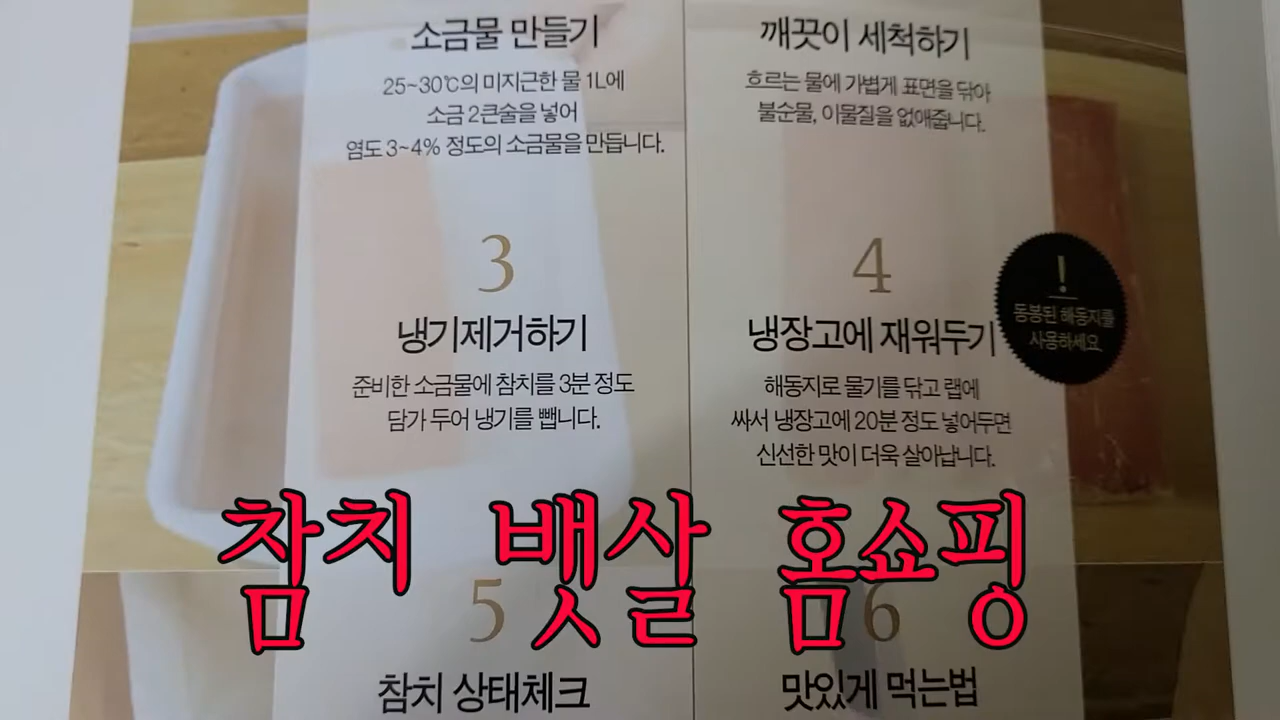 소금물 만들기
25~30℃의 미지근한 물 1L에
소금 2큰술을 넣어
염도 3~4% 정도의 소금물을 만듭니다.
깨끗이 세척하기
흐르는 물에 가볍게 표면을 닦아
불순물, 이물질을 없애줍니다.
3
냉기제거하기
준비한 소금물에 참치를 3분 정도
담가 두어 냉기를 뺍니다.
4
냉장고에 재워두기
해동지로 물기를 닦고 랩에
싸서 냉장고에 20분 정도 넣어두면
신선한 맛이 더욱 살아납니다.
!
동봉된 해동지를
사용하세요
참치 뱃살 홈쇼핑
5
참치 상태체크
6
맛있게 먹는법